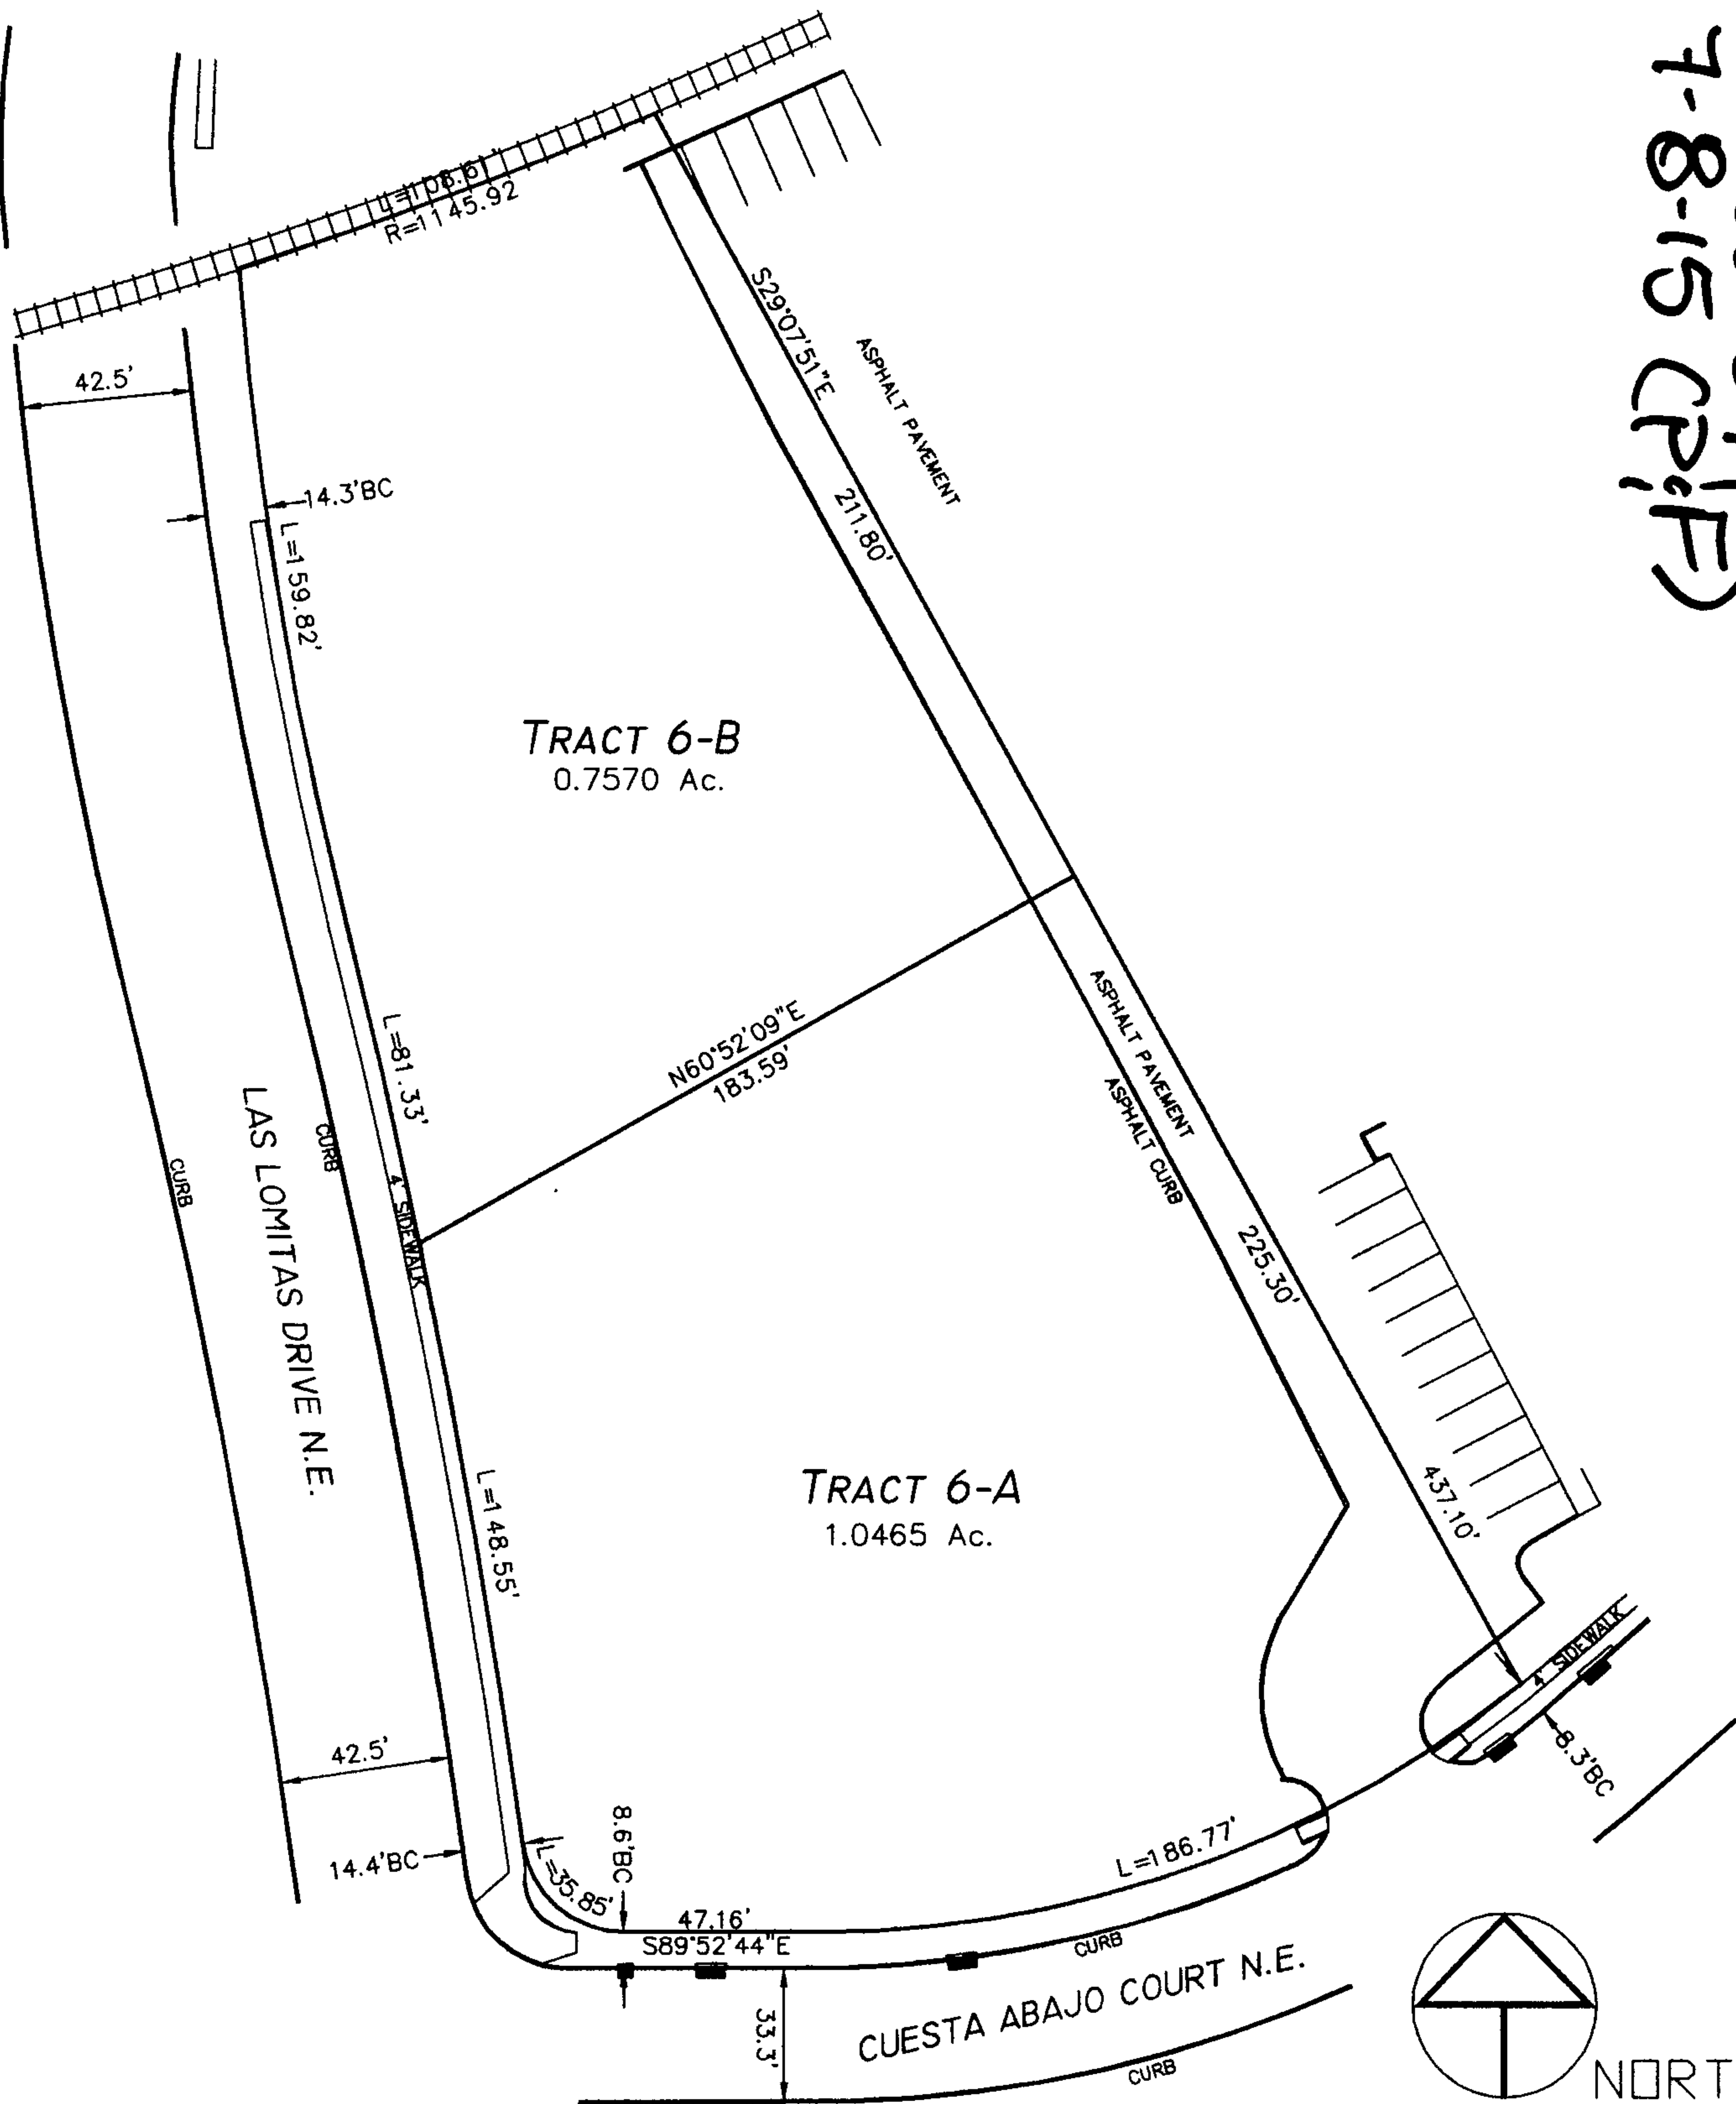 7-8-15 CP&F)
R=1145.92
42.5'
S29°07'51"E
ASPHALT PAVEMENT
14.3'BC
211.80'
L=159.82'
TRACT 6-B
0.7570 Ac.
L=81.33'
N60°52'09"E
183.59'
ASPHALT PAVEMENT
ASPHALT CURB
CURB
CURB
LAS LOMITAS DRIVE N.E.
4' SIDEWALK
225.30'
TRACT 6-A
1.0465 Ac.
L=148.55'
437.10'
4' SIDEWALK
8.3'BC
42.5'
14.4'BC
8.6'BC
L=35.85'
L=186.77'
47.16'
S89°52'44"E
CURB
CUESTA ABAJO COURT N.E.
33.3'
CURB
NORT